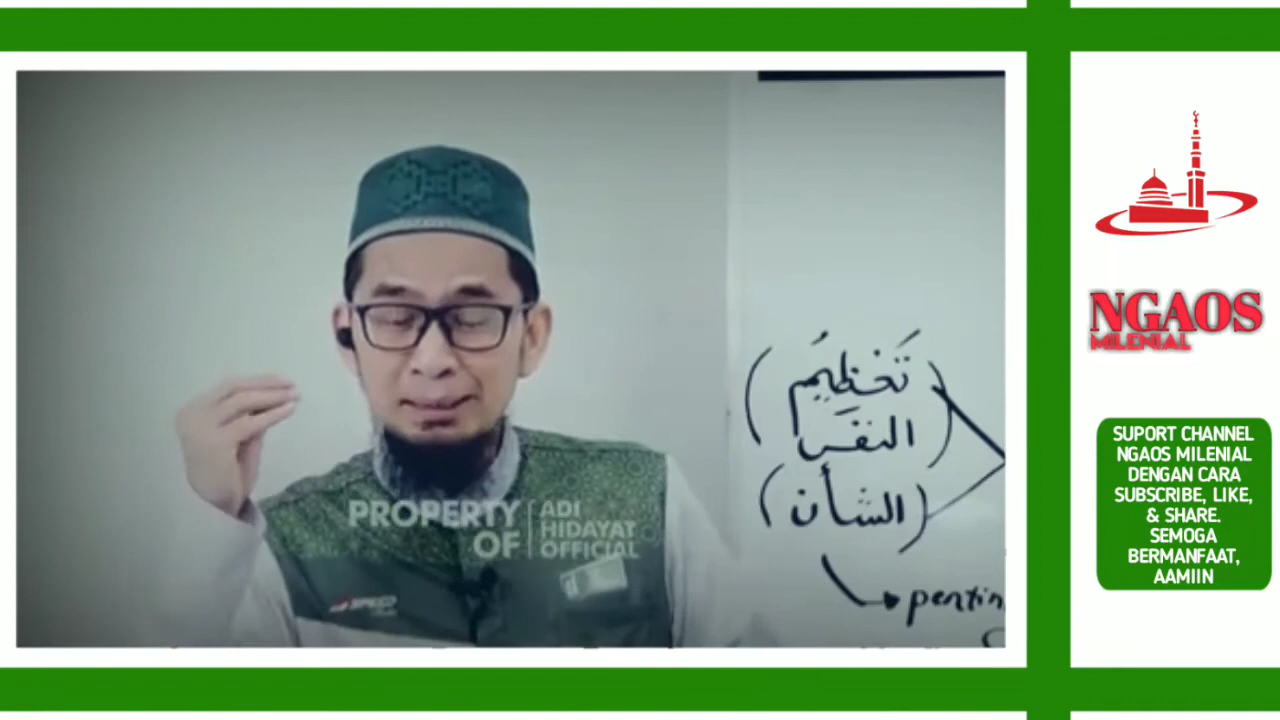 (تَعْظِيْمُ
النفس)
(الشأن)
pentin
PROPERTY OF
ADI
HIDAYAT
OFFICIAL
NGAOS
MILENIAL
SUPORT CHANNEL
NGAOS MILENIAL
DENGAN CARA
SUBSCRIBE, LIKE,
& SHARE.
SEMOGA
BERMANFAAT,
AAMIIN